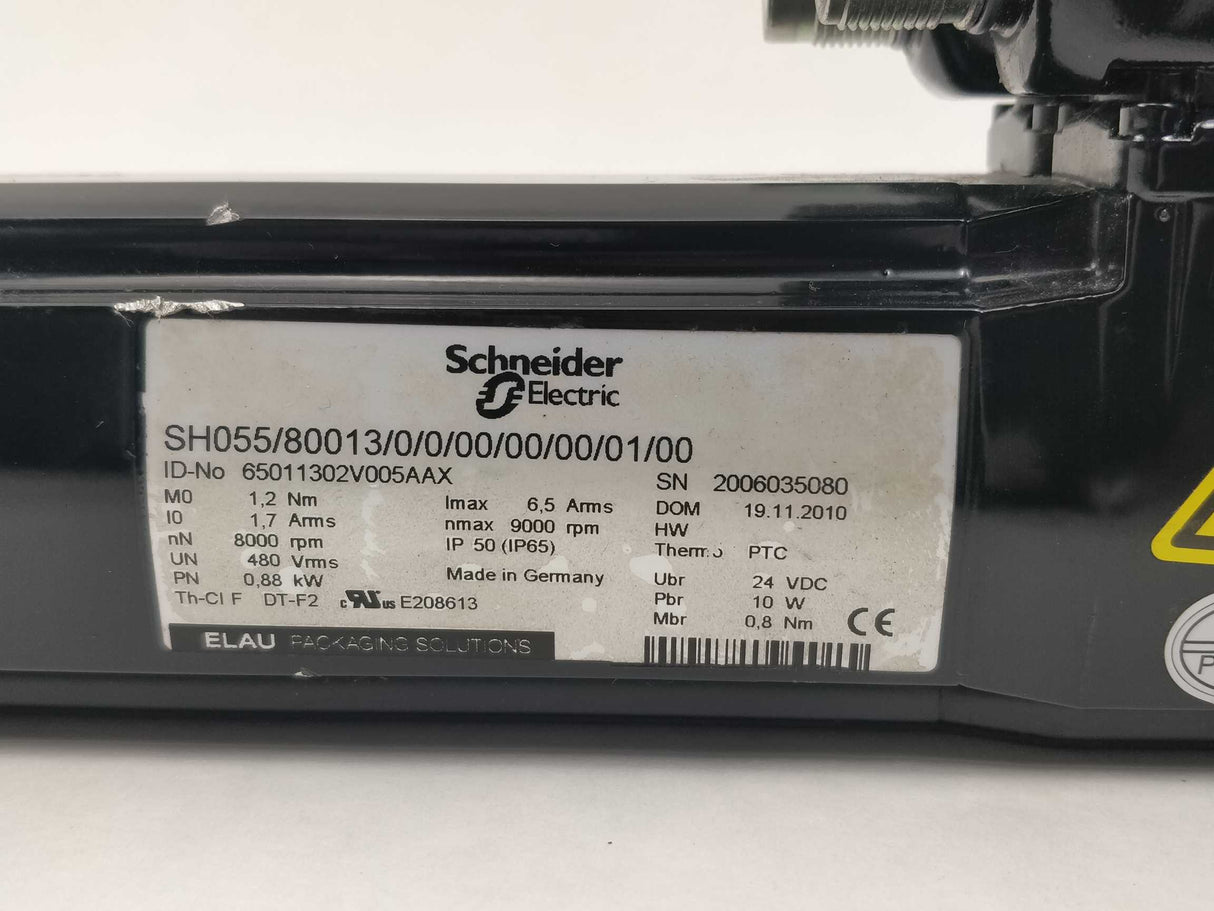 Schneider
Electric
SH055/80013/0/0/00/00/00/01/00
ID-No 65011302V005AAX
SN 2006035080
M0 1,2 Nm
I0 1,7 Arms
nN 8000 rpm
UN 480 Vrms
PN 0,88 kW
Th-Cl F DT-F2
c RU us E208613
Imax 6,5 Arms
nmax 9000 rpm
IP 50 (IP65)
Made in Germany
DOM 19.11.2010
HW
PTC
Ubr 24 VDC
Pbr 10 W
Mbr 0,8 Nm
CE
ELAU PACKAGING SOLUTIONS
P